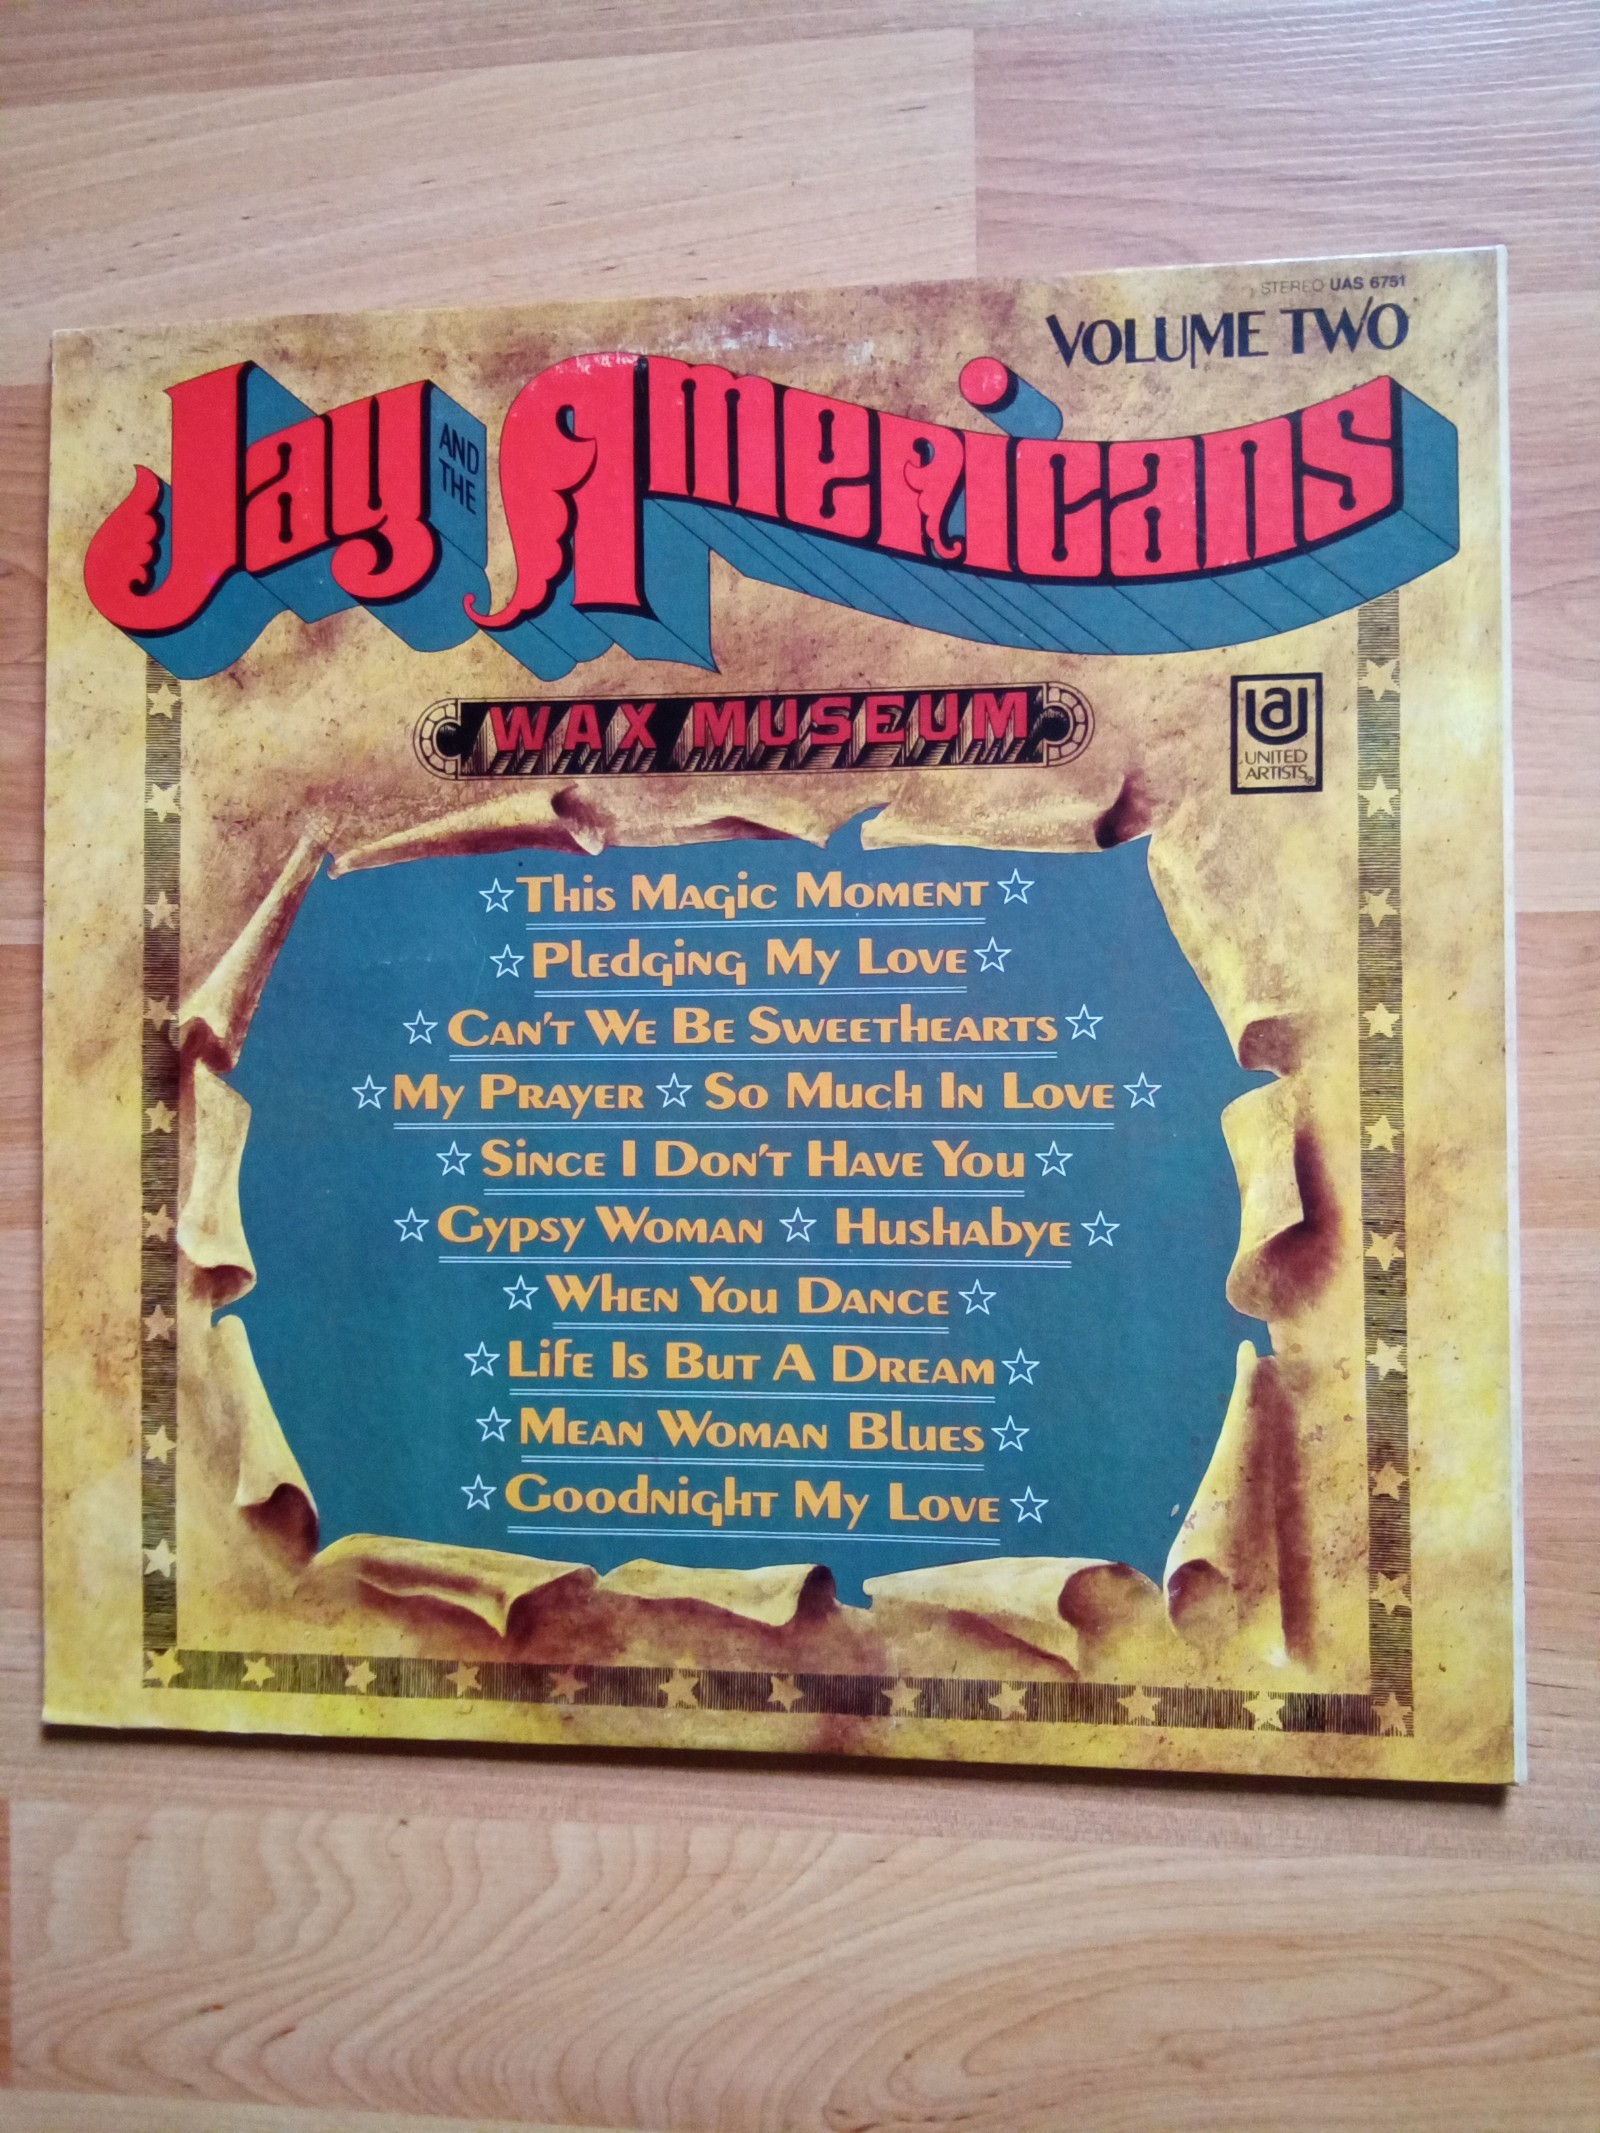 STEREO UAS 6751
VOLUME TWO
Jay AND THE Americans
WAX MUSEUM
ua
UNITED
ARTISTS®
☆ This Magic Moment ☆
☆ Pledging My Love ☆
☆ Can't We Be Sweethearts ☆
☆ My Prayer ☆ So Much In Love ☆
☆ Since I Don't Have You ☆
☆ Gypsy Woman ☆ Hushabye ☆
☆ When You Dance ☆
☆ Life Is But A Dream ☆
☆ Mean Woman Blues ☆
☆ Goodnight My Love ☆